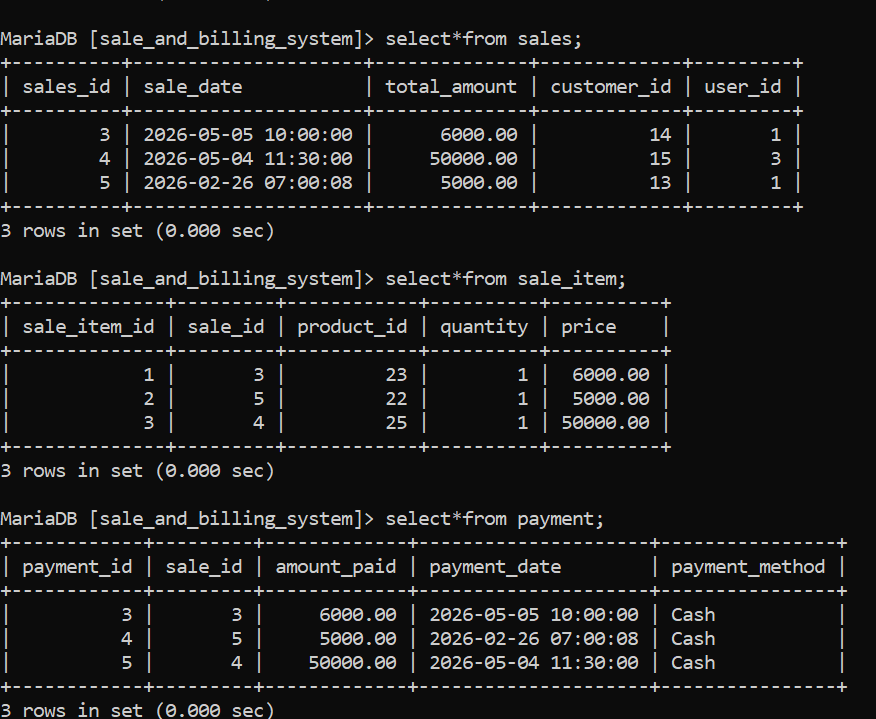 MariaDB [sale_and_billing_system]> select*from sales;
+----------+---------------------+--------------+-------------+---------+
| sales_id | sale_date           | total_amount | customer_id | user_id |
+----------+---------------------+--------------+-------------+---------+
|        3 | 2026-05-05 10:00:00 |      6000.00 |          14 |       1 |
|        4 | 2026-05-04 11:30:00 |     50000.00 |          15 |       3 |
|        5 | 2026-02-26 07:00:08 |      5000.00 |          13 |       1 |
+----------+---------------------+--------------+-------------+---------+
3 rows in set (0.000 sec)
MariaDB [sale_and_billing_system]> select*from sale_item;
+--------------+---------+------------+----------+----------+
| sale_item_id | sale_id | product_id | quantity | price    |
+--------------+---------+------------+----------+----------+
|            1 |       3 |         23 |        1 |  6000.00 |
|            2 |       5 |         22 |        1 |  5000.00 |
|            3 |       4 |         25 |        1 | 50000.00 |
+--------------+---------+------------+----------+----------+
3 rows in set (0.000 sec)
MariaDB [sale_and_billing_system]> select*from payment;
+------------+---------+-------------+---------------------+----------------+
| payment_id | sale_id | amount_paid | payment_date        | payment_method |
+------------+---------+-------------+---------------------+----------------+
|          3 |       3 |     6000.00 | 2026-05-05 10:00:00 | Cash           |
|          4 |       5 |     5000.00 | 2026-02-26 07:00:08 | Cash           |
|          5 |       4 |    50000.00 | 2026-05-04 11:30:00 | Cash           |
+------------+---------+-------------+---------------------+----------------+
3 rows in set (0.000 sec)